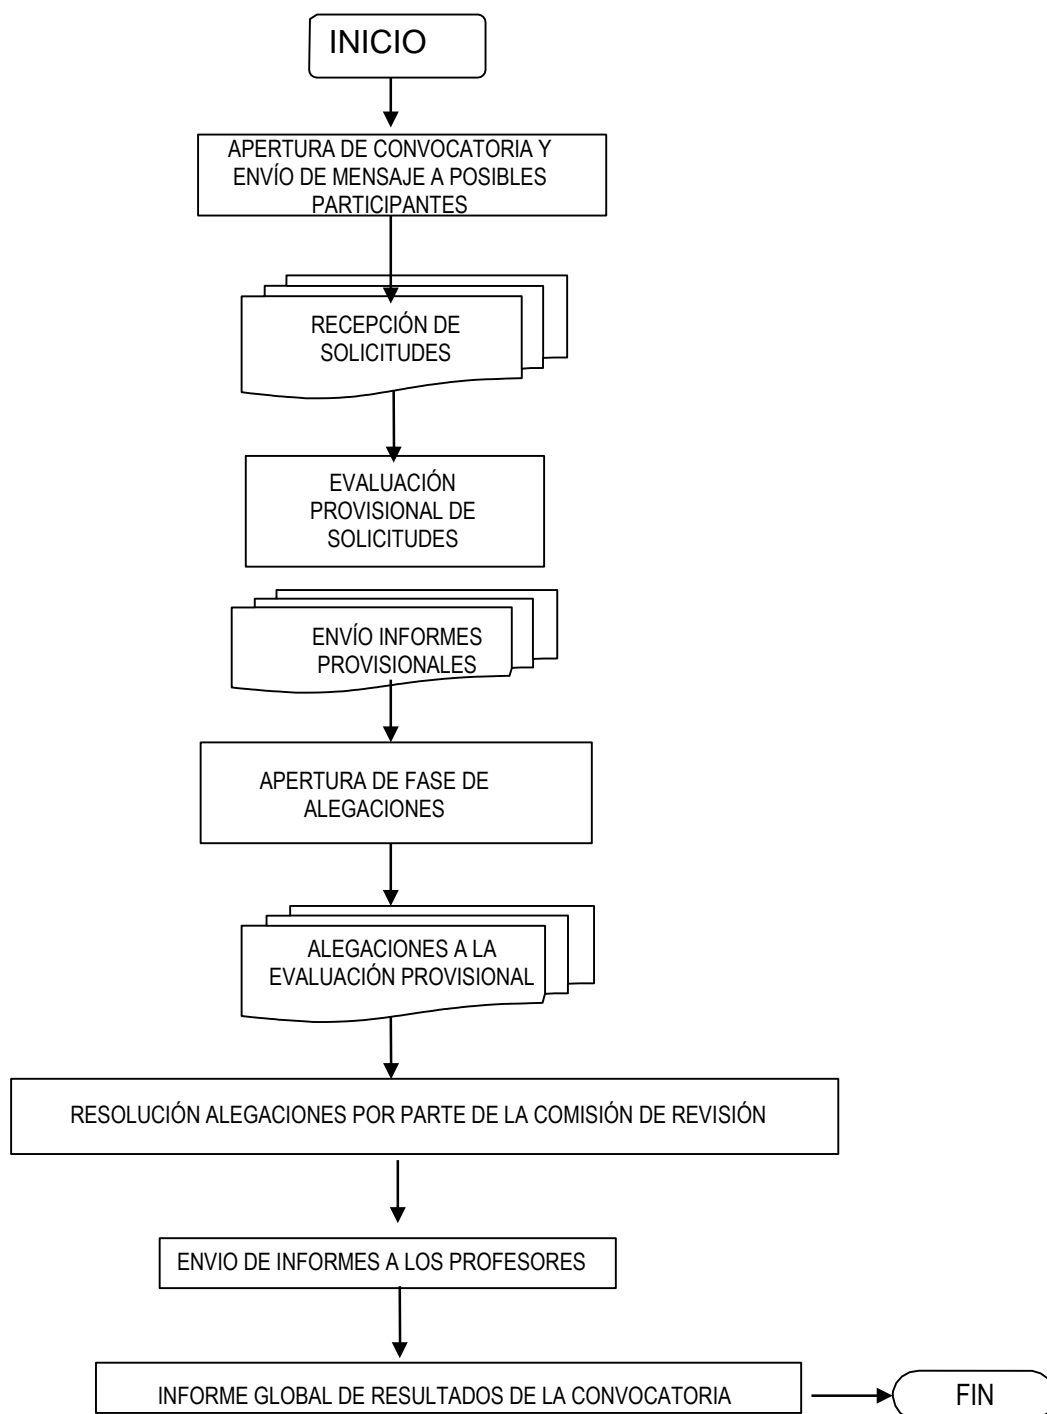 INICIO
APERTURA DE CONVOCATORIA Y
ENVÍO DE MENSAJE A POSIBLES
PARTICIPANTES
RECEPCIÓN DE
SOLICITUDES
EVALUACIÓN
PROVISIONAL DE
SOLICITUDES
ENVÍO INFORMES
PROVISIONALES
APERTURA DE FASE DE
ALEGACIONES
ALEGACIONES A LA
EVALUACIÓN PROVISIONAL
RESOLUCIÓN ALEGACIONES POR PARTE DE LA COMISIÓN DE REVISIÓN
ENVIO DE INFORMES A LOS PROFESORES
INFORME GLOBAL DE RESULTADOS DE LA CONVOCATORIA
FIN